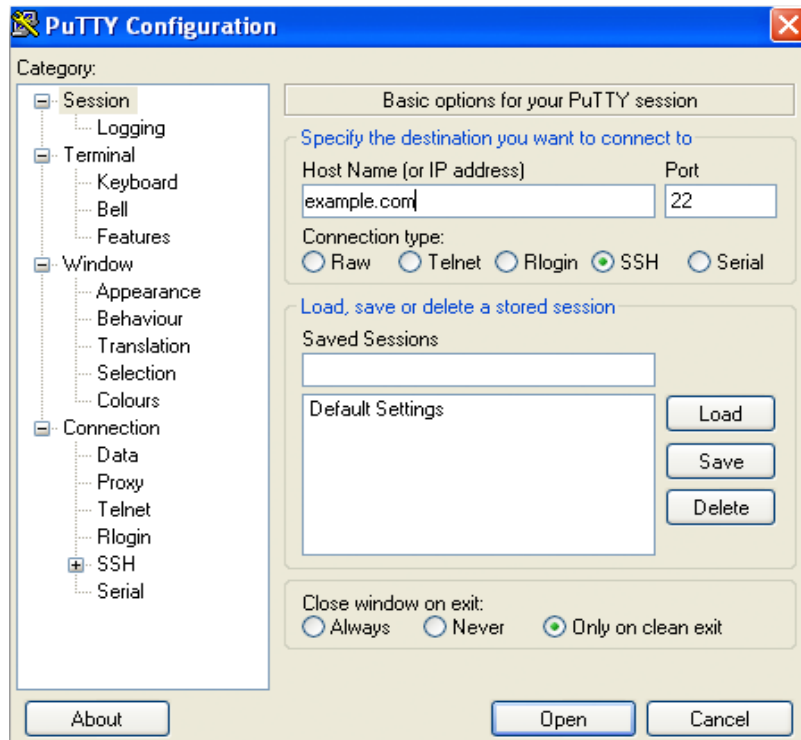 PuTTY Configuration
Category:
Session
Logging
Terminal
Keyboard
Bell
Features
Window
Appearance
Behaviour
Translation
Selection
Colours
Connection
Data
Proxy
Telnet
Rlogin
SSH
Serial
Basic options for your PuTTY session
Specify the destination you want to connect to
Host Name (or IP address) Port
example.com 22
Connection type:
Raw Telnet Rlogin SSH Serial
Load, save or delete a stored session
Saved Sessions
Default Settings
Load
Save
Delete
Close window on exit:
Always Never Only on clean exit
About Open Cancel